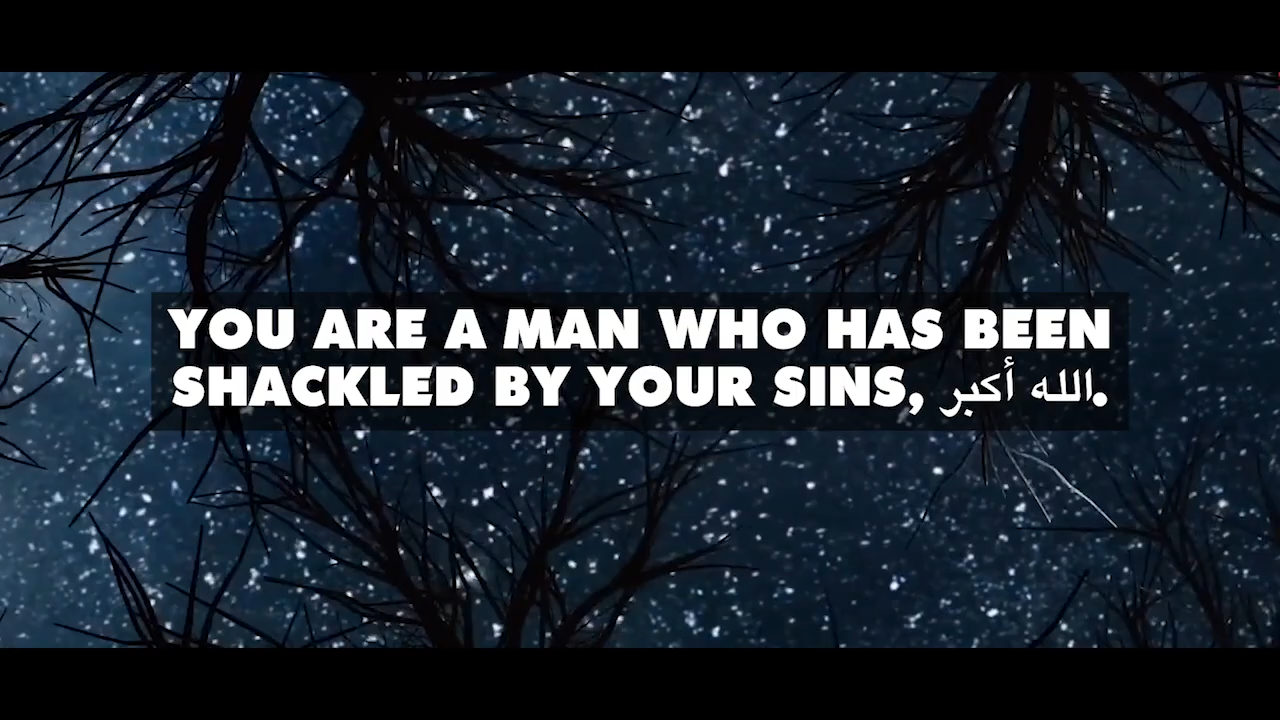 YOU ARE A MAN WHO HAS BEEN
SHACKLED BY YOUR SINS, الله أكبر.